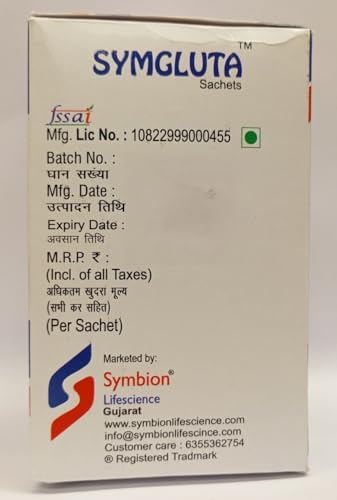 SYMGLUTA™
Sachets
fssai
Mfg. Lic No. : 10822999000455
Batch No. :
घान सख्या
Mfg. Date :
उत्पादन तिथि
Expiry Date :
अवसान तिथि
M.R.P. ₹ :
(Incl. of all Taxes)
अधिकतम खुदरा मूल्य
(सभी कर सहित)
(Per Sachet)
Marketed by:
Symbion®
Lifescience
Gujarat
www.symbionlifescience.com
info@symbionlifescince.com
Customer care : 6355362754
® Registered Tradmark